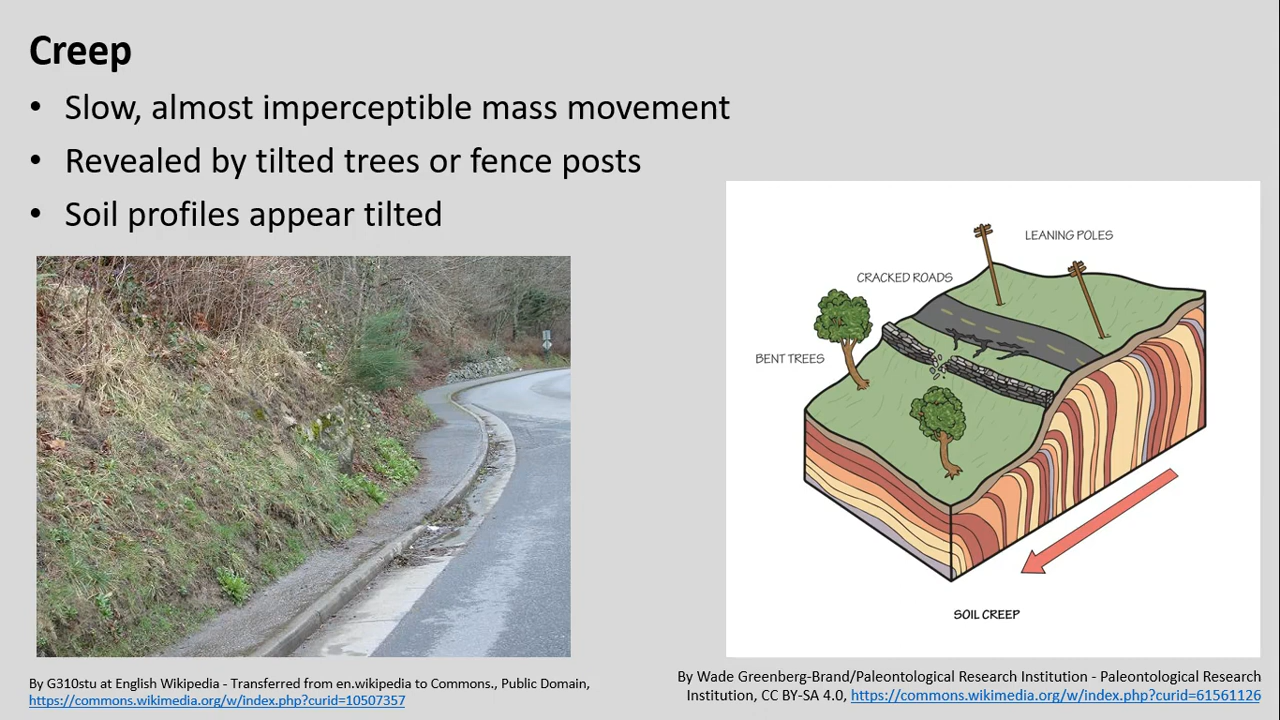 Creep
• Slow, almost imperceptible mass movement
• Revealed by tilted trees or fence posts
• Soil profiles appear tilted
LEANING POLES
CRACKED ROADS
BENT TREES
SOIL CREEP
By G310stu at English Wikipedia - Transferred from en.wikipedia to Commons., Public Domain,
https://commons.wikimedia.org/w/index.php?curid=10507357
By Wade Greenberg-Brand/Paleontological Research Institution - Paleontological Research
Institution, CC BY-SA 4.0, https://commons.wikimedia.org/w/index.php?curid=61561126